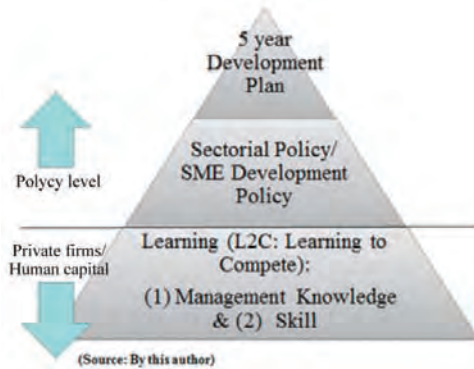 5 year
Development
Plan
Polycy level
Sectorial Policy/
SME Development
Policy
Private firms/
Human capital
Learning (L2C: Learning to
Compete):
(1) Management Knowledge
& (2) Skill
(Source: By this author)